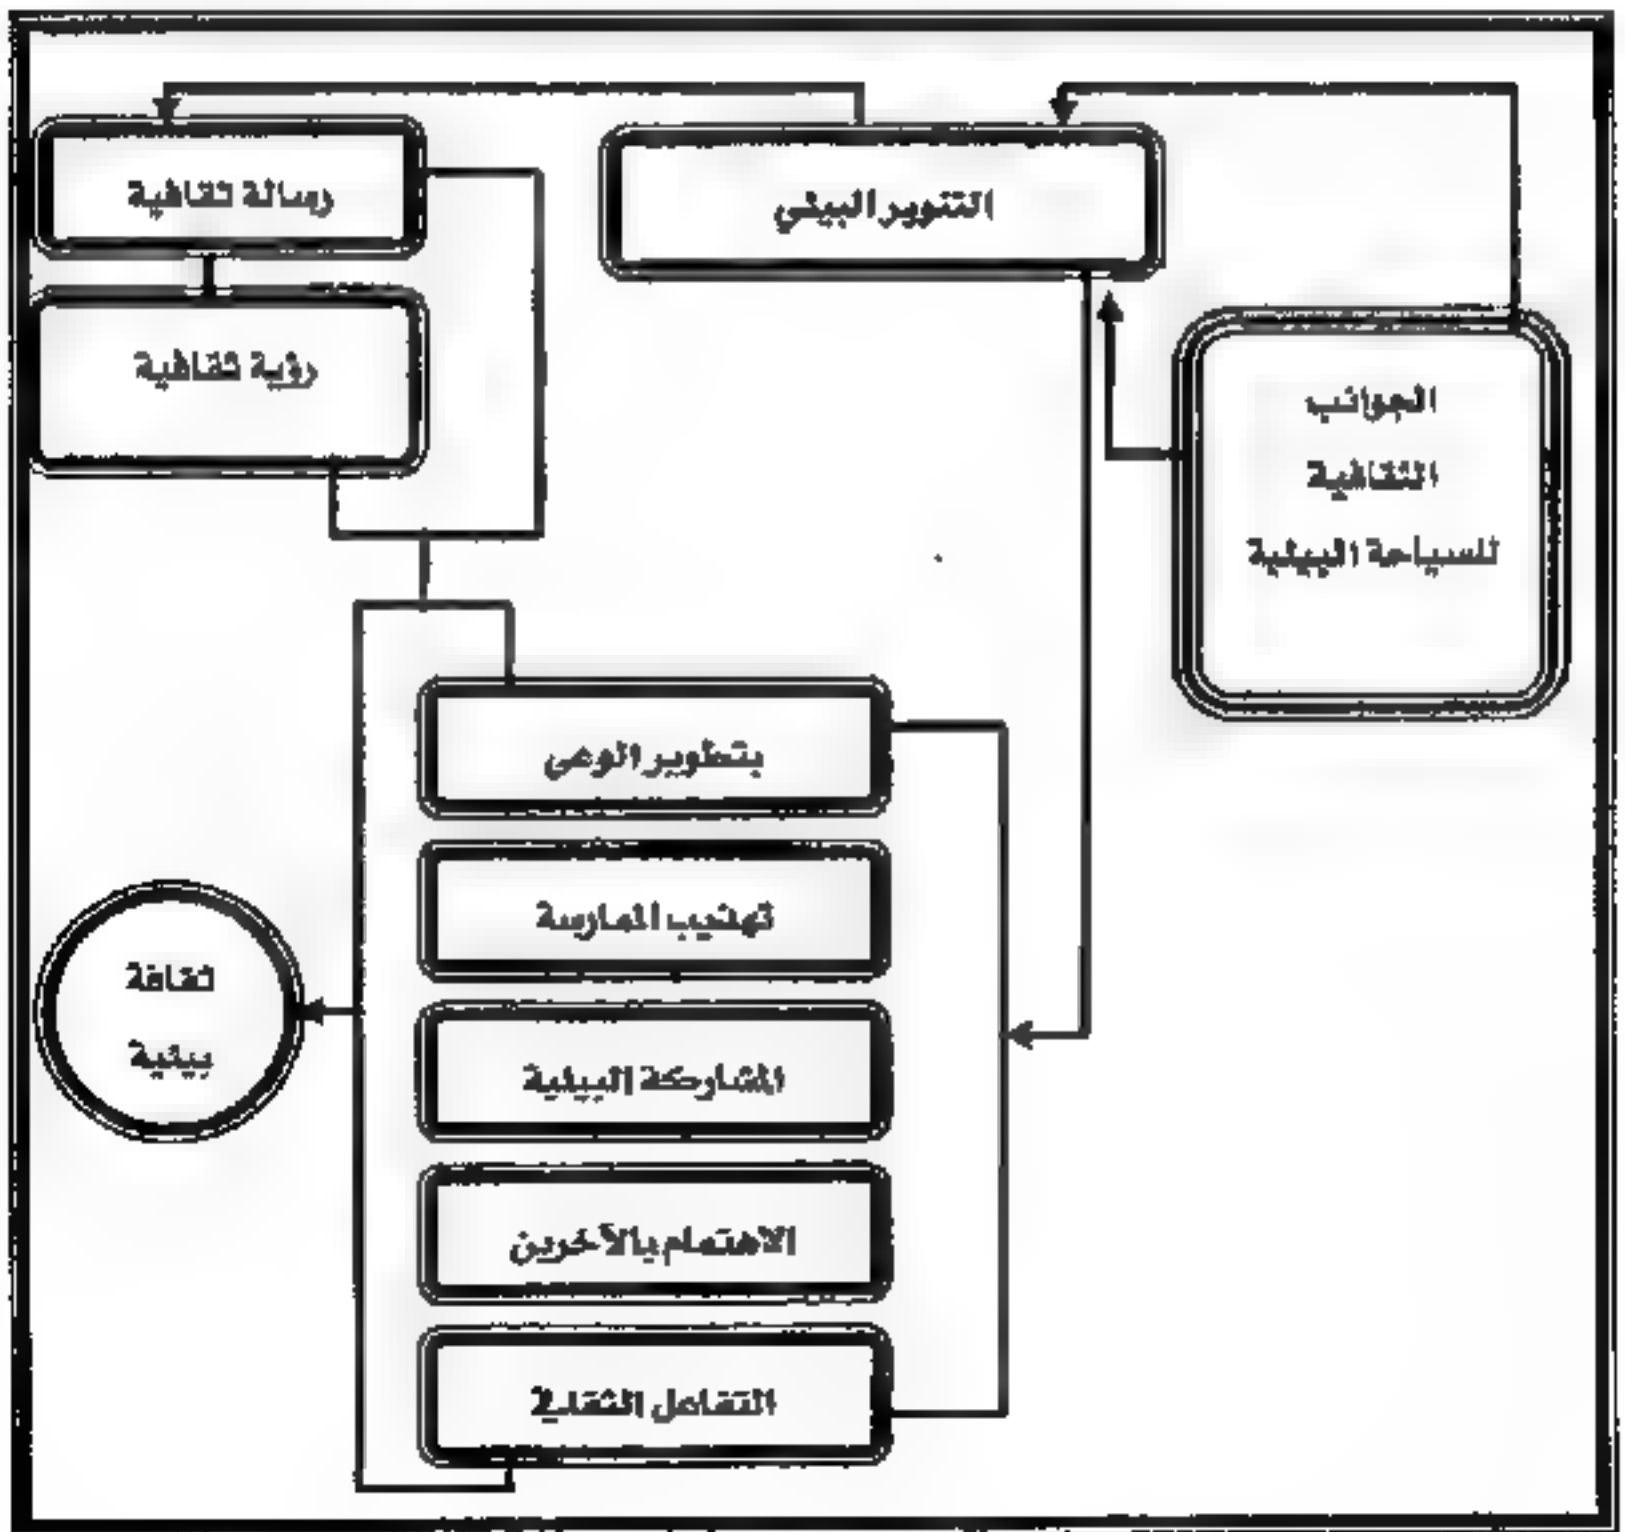 التنوير البيئي
رسالة ثقافية
رؤية ثقافية
الجوانب
الثقافية
للسياحة البيئية
بتطوير الوعى
تهذيب الممارسة
المشاركة البيئية
الاهتمام بالآخرين
التفاعل الثقافي
ثقافة
بيئية